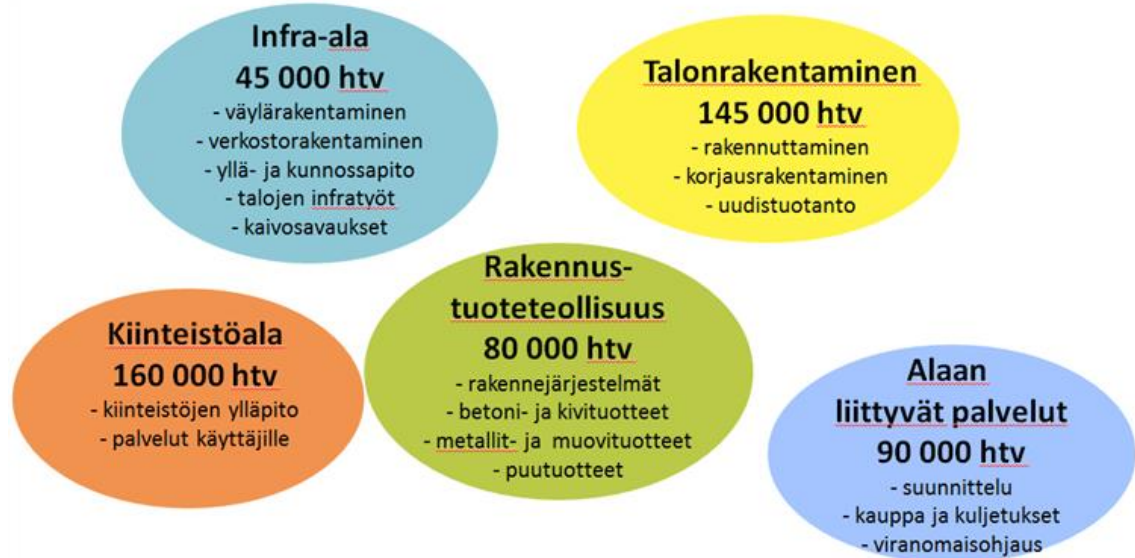 Infra-ala
45 000 htv
- väylärakentaminen
- verkostorakentaminen
- yllä- ja kunnossapito
- talojen infratyöt
- kaivosavaukset
Talonrakentaminen
145 000 htv
- rakennuttaminen
- korjausrakentaminen
- uudistuotanto
Kiinteistöala
160 000 htv
- kiinteistöjen ylläpito
- palvelut käyttäjille
Rakennus-
tuoteteollisuus
80 000 htv
- rakennejärjestelmät
- betoni- ja kivituotteet
- metallit- ja muovituotteet
- puutuotteet
Alaan
liittyvät palvelut
90 000 htv
- suunnittelu
- kauppa ja kuljetukset
- viranomaisohjaus